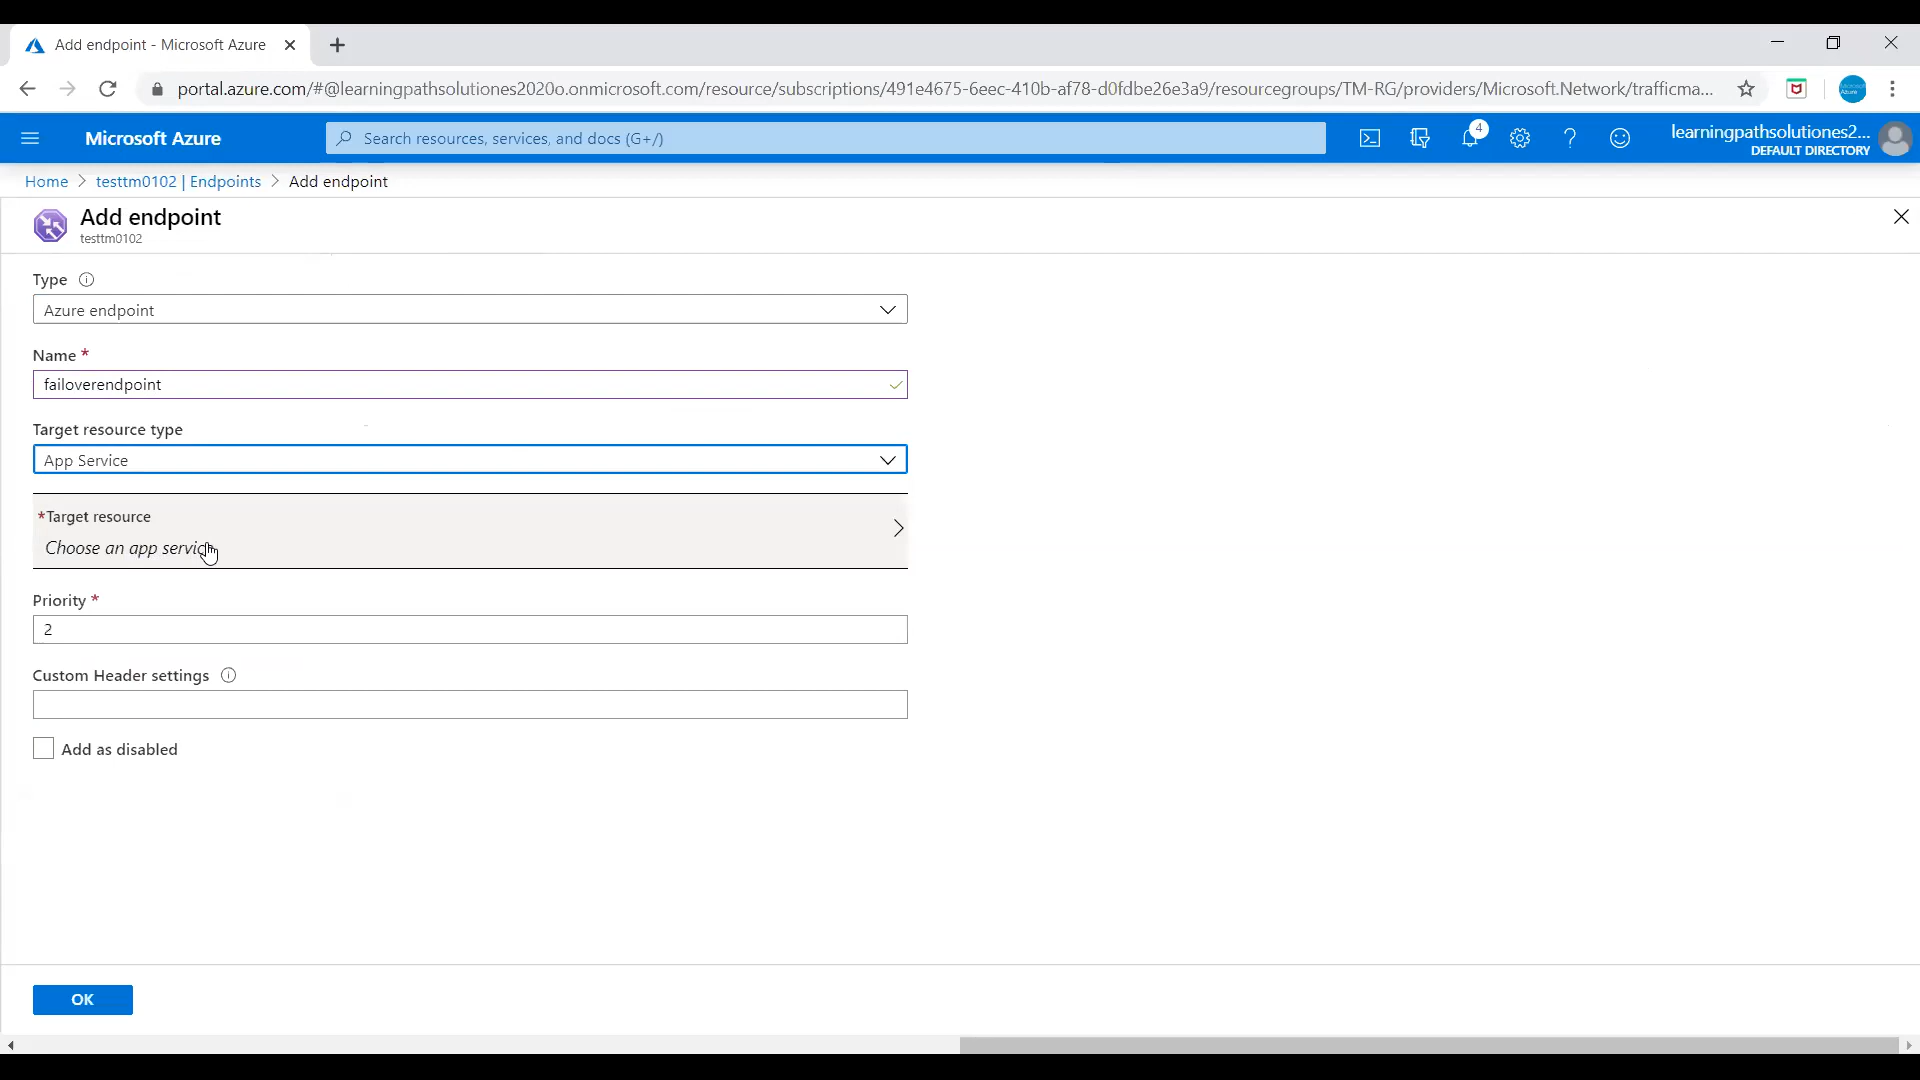 Add endpoint - Microsoft Azure
portal.azure.com/#@learningpathsolutiones2020o.onmicrosoft.com/resource/subscriptions/491e4675-6eec-410b-af78-d0fdbe26e3a9/resourcegroups/TM-RG/providers/Microsoft.Network/trafficma...
Microsoft Azure
Search resources, services, and docs (G+/)
4
learningpathsolutiones2...
DEFAULT DIRECTORY
Home > testtm0102 | Endpoints > Add endpoint
Add endpoint
testtm0102
Type
Azure endpoint
Name *
failoverendpoint
Target resource type
App Service
*Target resource
Choose an app service
Priority *
2
Custom Header settings
Add as disabled
OK